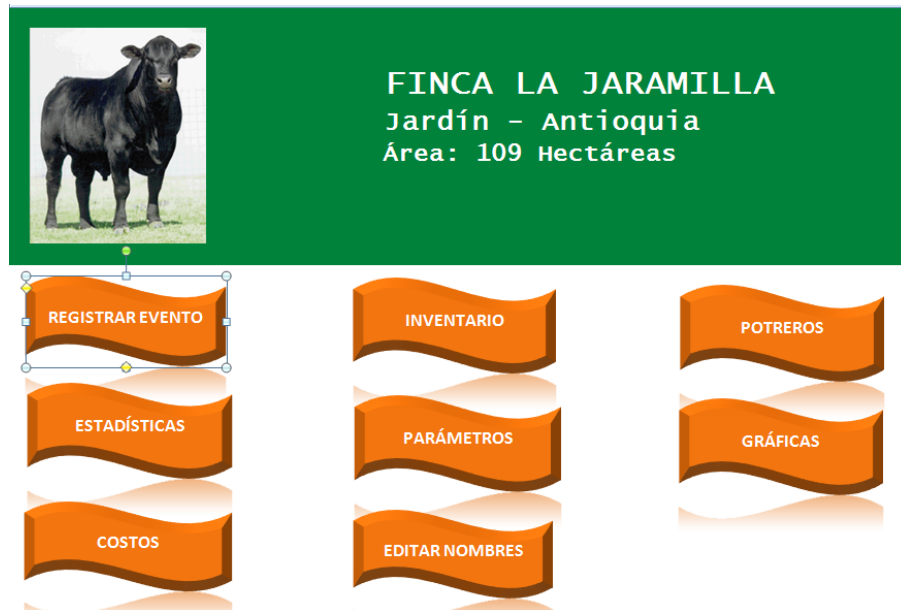 FINCA LA JARAMILLA
Jardín - Antioquia
Área: 109 Hectáreas
REGISTRAR EVENTO
INVENTARIO
POTREROS
ESTADÍSTICAS
PARÁMETROS
GRÁFICAS
COSTOS
EDITAR NOMBRES